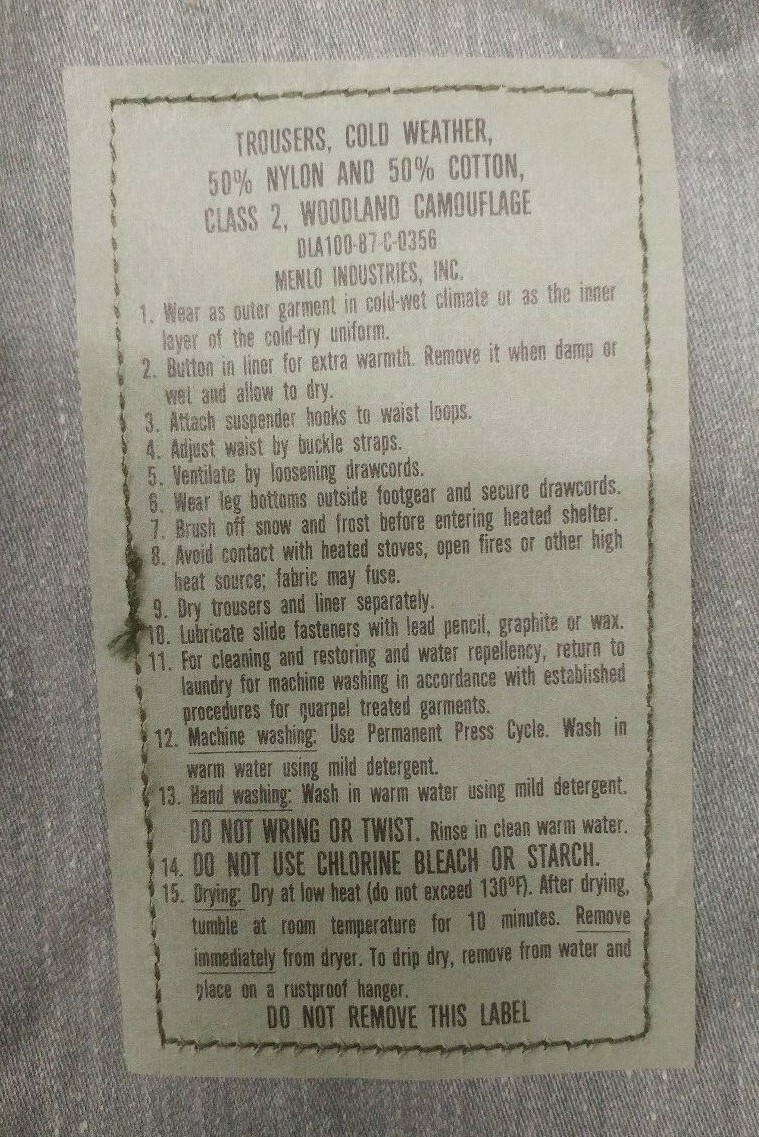 TROUSERS, COLD WEATHER,
50% NYLON AND 50% COTTON,
CLASS 2, WOODLAND CAMOUFLAGE
DLA100-87-C-0356
MENLO INDUSTRIES, INC.
1. Wear as outer garment in cold-wet climate or as the inner
layer of the cold-dry uniform.
2. Button in liner for extra warmth. Remove it when damp or
wet and allow to dry.
3. Attach suspender hooks to waist loops.
4. Adjust waist by buckle straps.
5. Ventilate by loosening drawcords.
6. Wear leg bottoms outside footgear and secure drawcords.
7. Brush off snow and frost before entering heated shelter.
8. Avoid contact with heated stoves, open fires or other high
heat source; fabric may fuse.
9. Dry trousers and liner separately.
10. Lubricate slide fasteners with lead pencil, graphite or wax.
11. For cleaning and restoring and water repellency, return to
laundry for machine washing in accordance with established
procedures for quarpel treated garments.
12. Machine washing: Use Permanent Press Cycle. Wash in
warm water using mild detergent.
13. Hand washing: Wash in warm water using mild detergent.
DO NOT WRING OR TWIST. Rinse in clean warm water.
14. DO NOT USE CHLORINE BLEACH OR STARCH.
15. Drying: Dry at low heat (do not exceed 130°F). After drying,
tumble at room temperature for 10 minutes. Remove
immediately from dryer. To drip dry, remove from water and
place on a rustproof hanger.
DO NOT REMOVE THIS LABEL